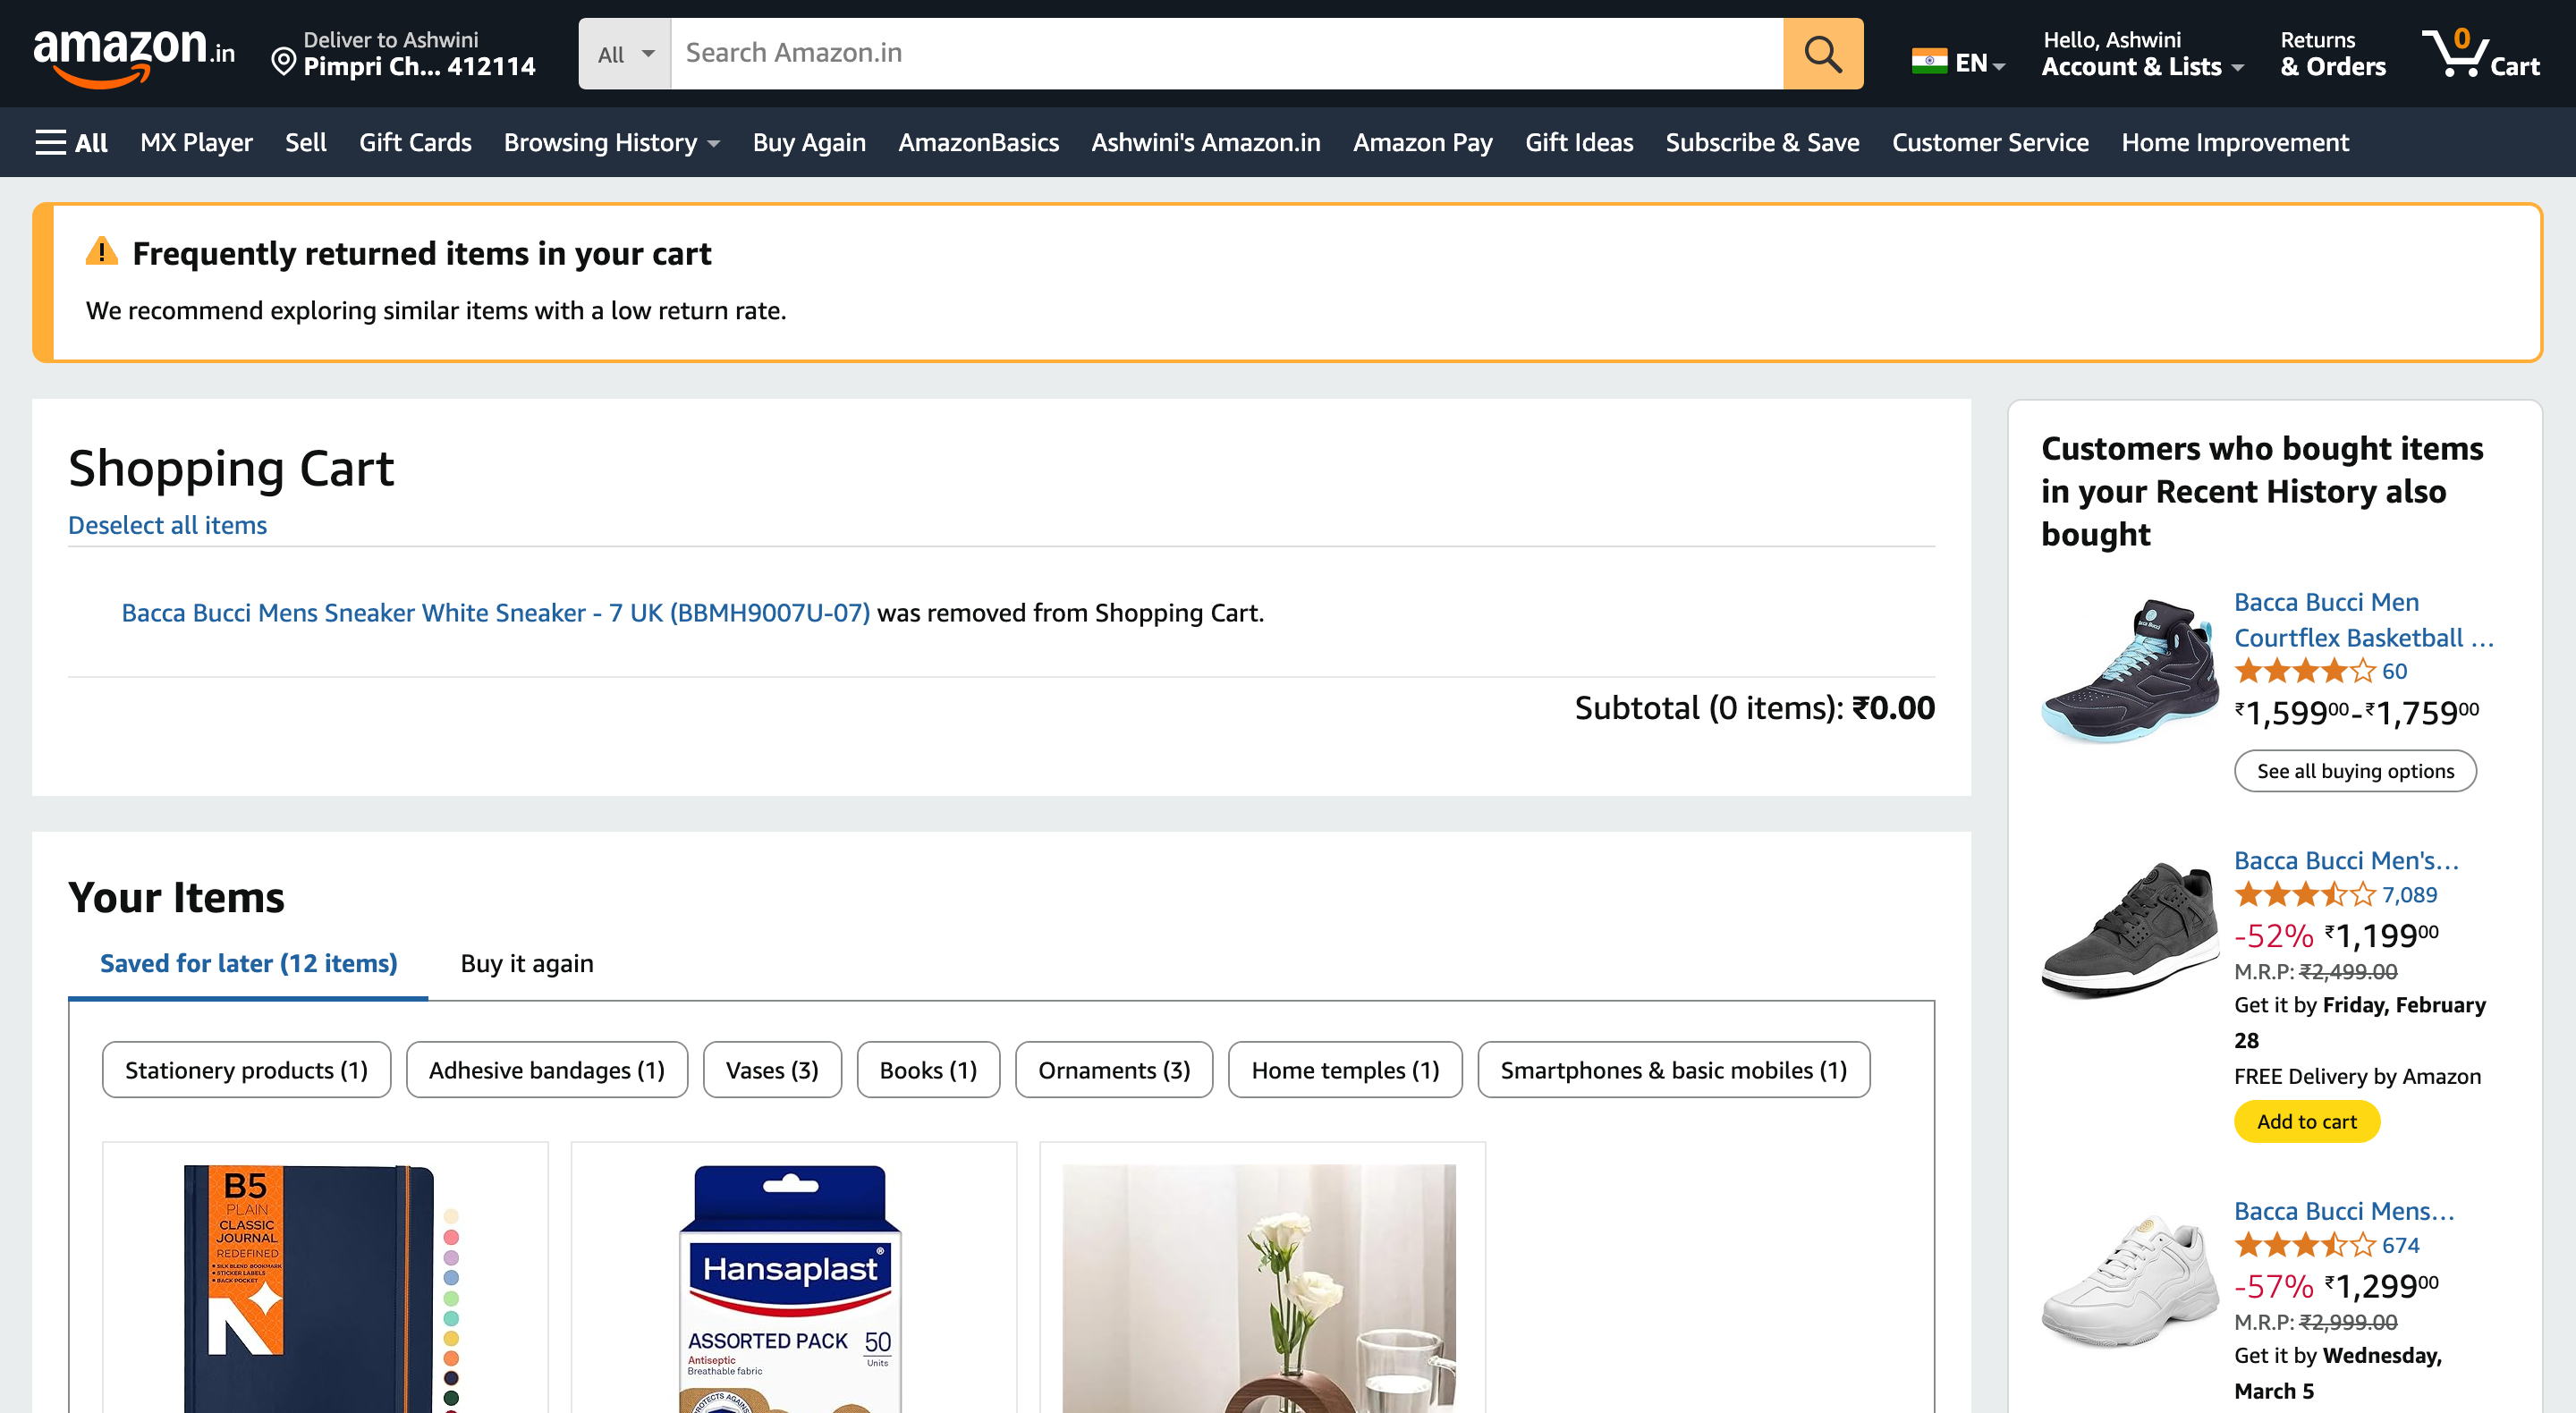 amazon.in
Deliver to Ashwini
Pimpri Ch... 412114
All
Search Amazon.in
EN
Hello, Ashwini
Account & Lists
Returns
& Orders
0
Cart
All MX Player Sell Gift Cards Browsing History Buy Again AmazonBasics Ashwini's Amazon.in Amazon Pay Gift Ideas Subscribe & Save Customer Service Home Improvement
Frequently returned items in your cart
We recommend exploring similar items with a low return rate.
Shopping Cart
Deselect all items
Bacca Bucci Mens Sneaker White Sneaker - 7 UK (BBMH9007U-07) was removed from Shopping Cart.
Subtotal (0 items): ₹0.00
Your Items
Saved for later (12 items) Buy it again
Stationery products (1) Adhesive bandages (1) Vases (3) Books (1) Ornaments (3) Home temples (1) Smartphones & basic mobiles (1)
B5
PLAIN
CLASSIC
JOURNAL
REDEFINED
• SILK BLEND BOOKMARK
• STICKER LABELS
• BACK POCKET
N
Hansaplast®
ASSORTED PACK 50
Units
Antiseptic
Breathable fabric
PROTECTS AGAINS
Customers who bought items
in your Recent History also
bought
Bacca Bucci Men
Courtflex Basketball ...
60
₹1,59900-₹1,75900
See all buying options
Bacca Bucci Men's...
7,089
-52% ₹1,19900
M.R.P: ₹2,499.00
Get it by Friday, February
28
FREE Delivery by Amazon
Add to cart
Bacca Bucci Mens...
674
-57% ₹1,29900
M.R.P: ₹2,999.00
Get it by Wednesday,
March 5